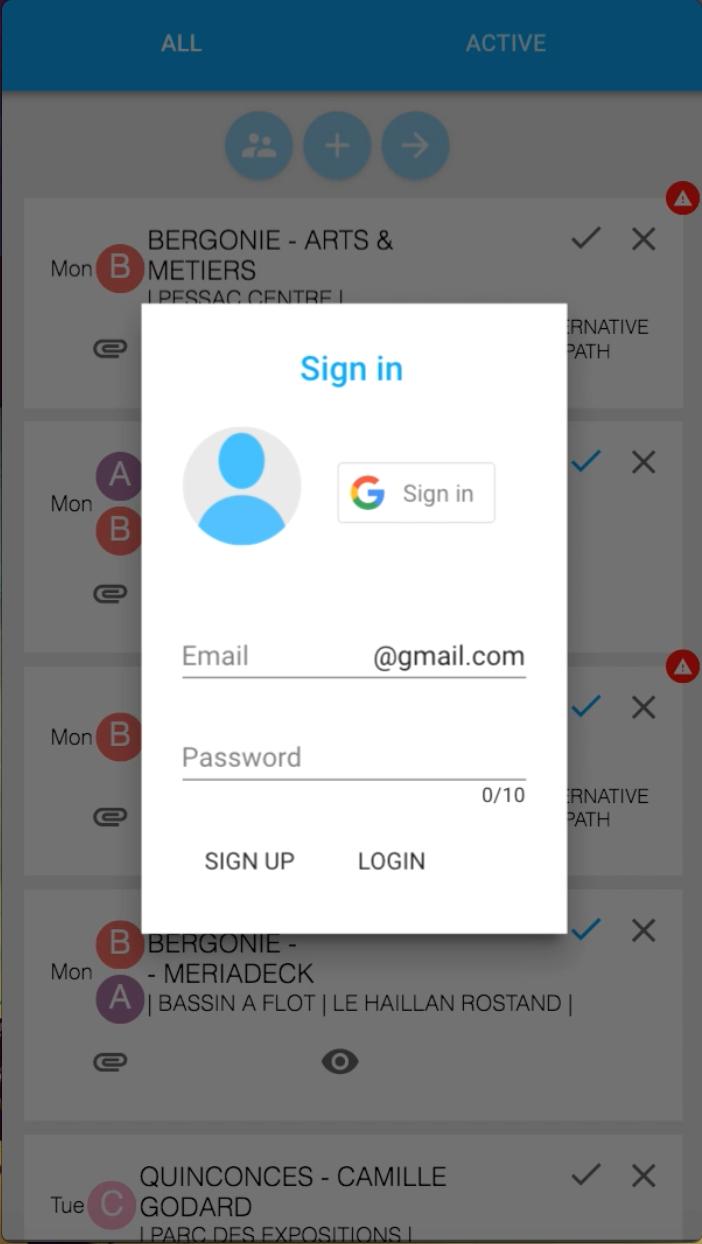 ALL ACTIVE
BERGONIE - ARTS &
Mon B METIERS
| PESSAC CENTRE |
ERNATIVE
PATH
Sign in
Sign in
A
Mon
B
Email @gmail.com
Mon B
Password
0/10
ERNATIVE
PATH
SIGN UP LOGIN
B BERGONIE -
Mon - MERIADECK
A | BASSIN A FLOT | LE HAILLAN ROSTAND |
QUINCONCES - CAMILLE
Tue C GODARD
| PARC DES EXPOSITIONS |